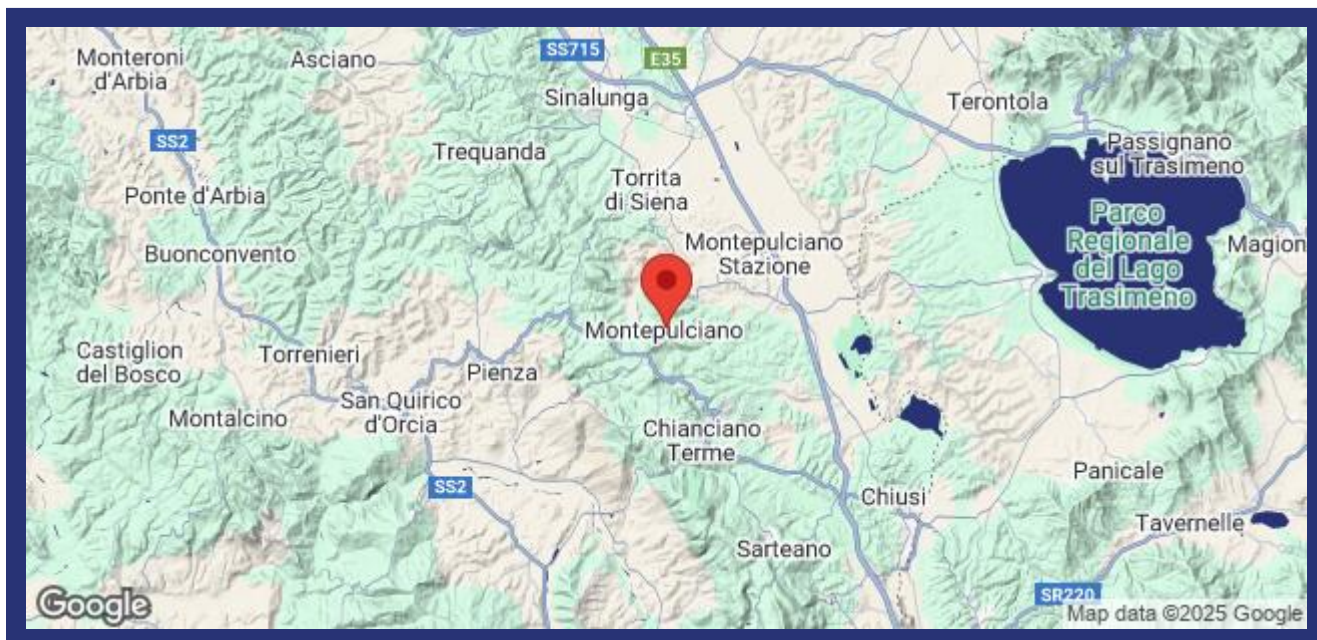 Monteroni
d'Arbia
Asciano
SS715
E35
Sinalunga
Terontola
SS2
Trequanda
Passignano
sul Trasimeno
Ponte d'Arbia
Torrita
di Siena
Parco
Regionale
del Lago
Trasimeno
Buonconvento
Montepulciano
Stazione
Magion
Montepulciano
Castiglion
del Bosco
Torrenieri
Pienza
Montalcino
San Quirico
d'Orcia
Chianciano
Terme
Panicale
SS2
Chiusi
Tavernelle
Sarteano
SR220
Google
Map data ©2025 Google